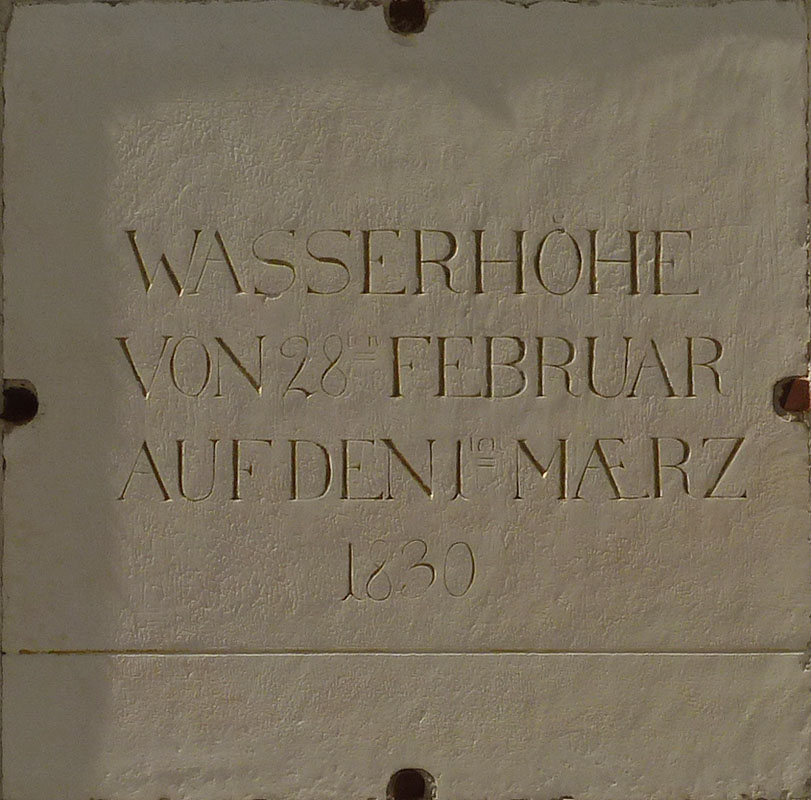 WASSERHÖHE
VON 28ᵗᵉⁿ FEBRUAR
AUF DEN 1ᵗᵉⁿ MÆRZ
1830